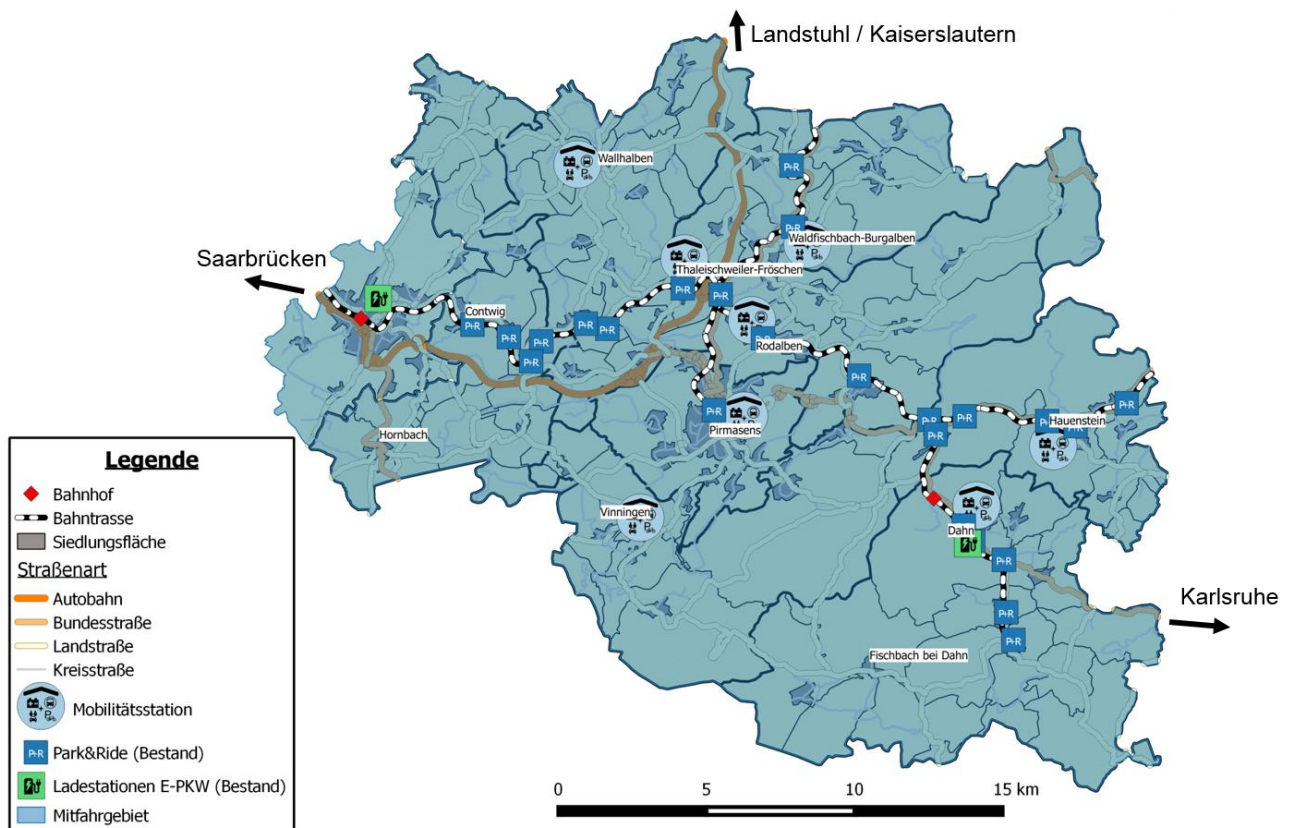 Landstuhl / Kaiserslautern
Wallhalben
P+R
P+R
Waldfischbach-Burgalben
Saarbrücken
Thaleischweiler-Fröschen
P+R
P+R
Contwig
P+R
P+R
P+R
P+R
P+R
P+R
P+R
Rodalben
P+R
P+R
P+R
Pirmasens
P+R
P+R
P+R
P+R
P+R
Hauenstein
Hornbach
Vinningen
Dahn
P+R
P+R
P+R
Karlsruhe
Fischbach bei Dahn
Legende
Bahnhof
Bahntrasse
Siedlungsfläche
Straßenart
Autobahn
Bundesstraße
Landstraße
Kreisstraße
Mobilitätsstation
P+R Park&Ride (Bestand)
Ladestationen E-PKW (Bestand)
Mitfahrgebiet
0 5 10 15 km